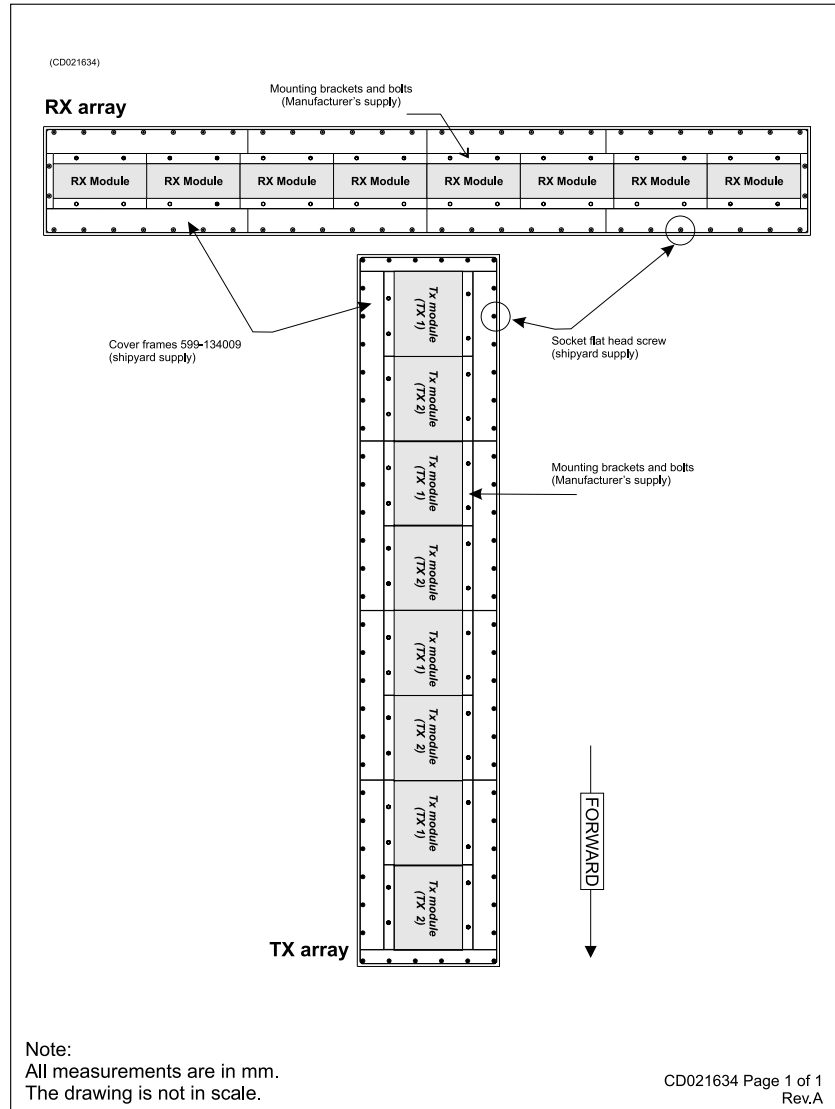 (CD021634)
Mounting brackets and bolts
(Manufacturer's supply)
RX array
RX Module RX Module RX Module RX Module RX Module RX Module RX Module RX Module
Tx module
(TX 1)
Tx module
(TX 2)
Tx module
(TX 1)
Tx module
(TX 2)
Tx module
(TX 1)
Tx module
(TX 2)
Tx module
(TX 1)
Tx module
(TX 2)
Cover frames 599-134009
(shipyard supply)
Socket flat head screw
(shipyard supply)
Mounting brackets and bolts
(Manufacturer's supply)
FORWARD
TX array
Note:
All measurements are in mm.
The drawing is not in scale.
CD021634 Page 1 of 1
Rev.A